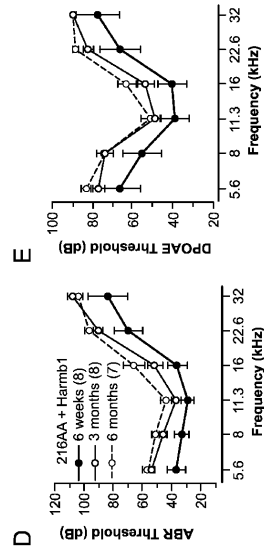 D
216AA + Harmb1
6 weeks (8)
3 months (8)
6 months (7)
ABR Threshold (dB)
120
100
80
60
40
20
5.6
8
11.3
16
22.6
32
Frequency (kHz)
E
DPOAE Threshold (dB)
100
80
60
40
20
5.6
8
11.3
16
22.6
32
Frequency (kHz)